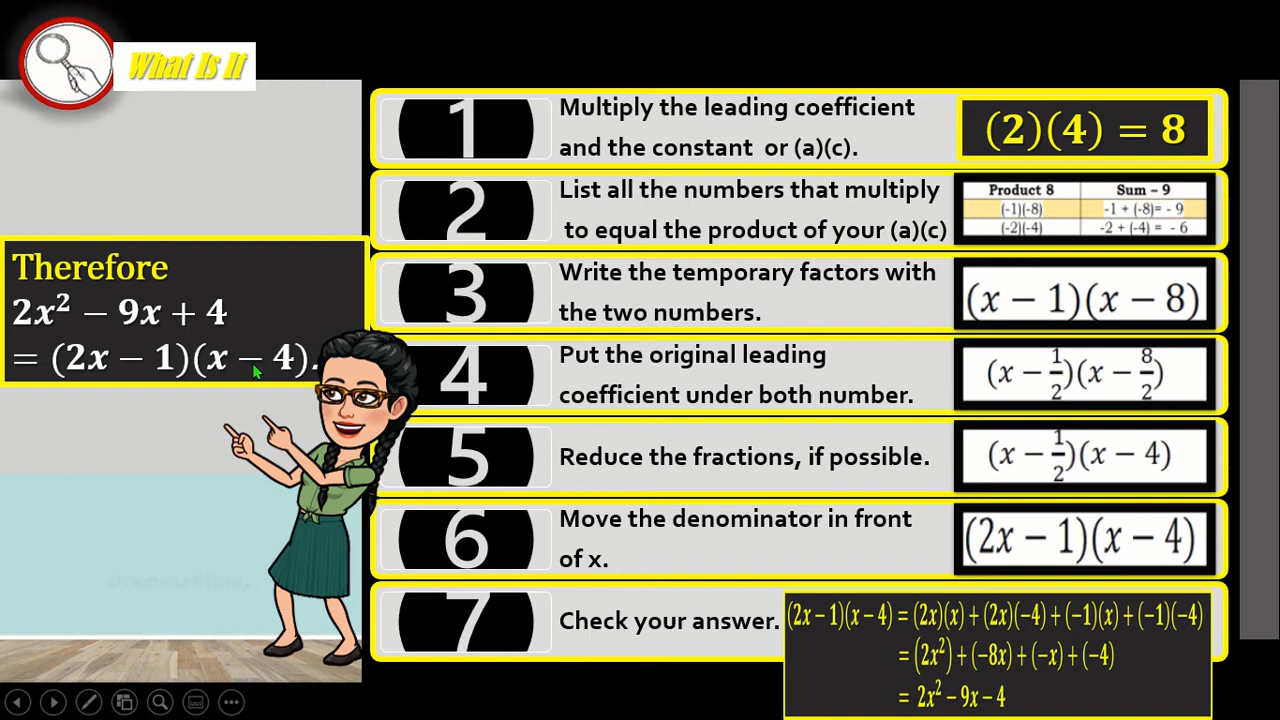 What Is It
Therefore
2x² − 9x + 4
= (2x − 1)(x − 4).
1
Multiply the leading coefficient
and the constant or (a)(c).
(2)(4) = 8
2
List all the numbers that multiply
to equal the product of your (a)(c)
Product 8 Sum – 9
(-1)(-8) -1 + (-8)= - 9
(-2)(-4) -2 + (-4) = - 6
3
Write the temporary factors with
the two numbers.
(x − 1)(x − 8)
4
Put the original leading
coefficient under both number.
(x − 1/2)(x − 8/2)
5
Reduce the fractions, if possible.
(x − 1/2)(x − 4)
6
Move the denominator in front
of x.
(2x − 1)(x − 4)
7
Check your answer.
(2x − 1)(x − 4) = (2x)(x) + (2x)(−4) + (−1)(x) + (−1)(−4)
= (2x²) + (−8x) + (−x) + (−4)
= 2x² − 9x − 4